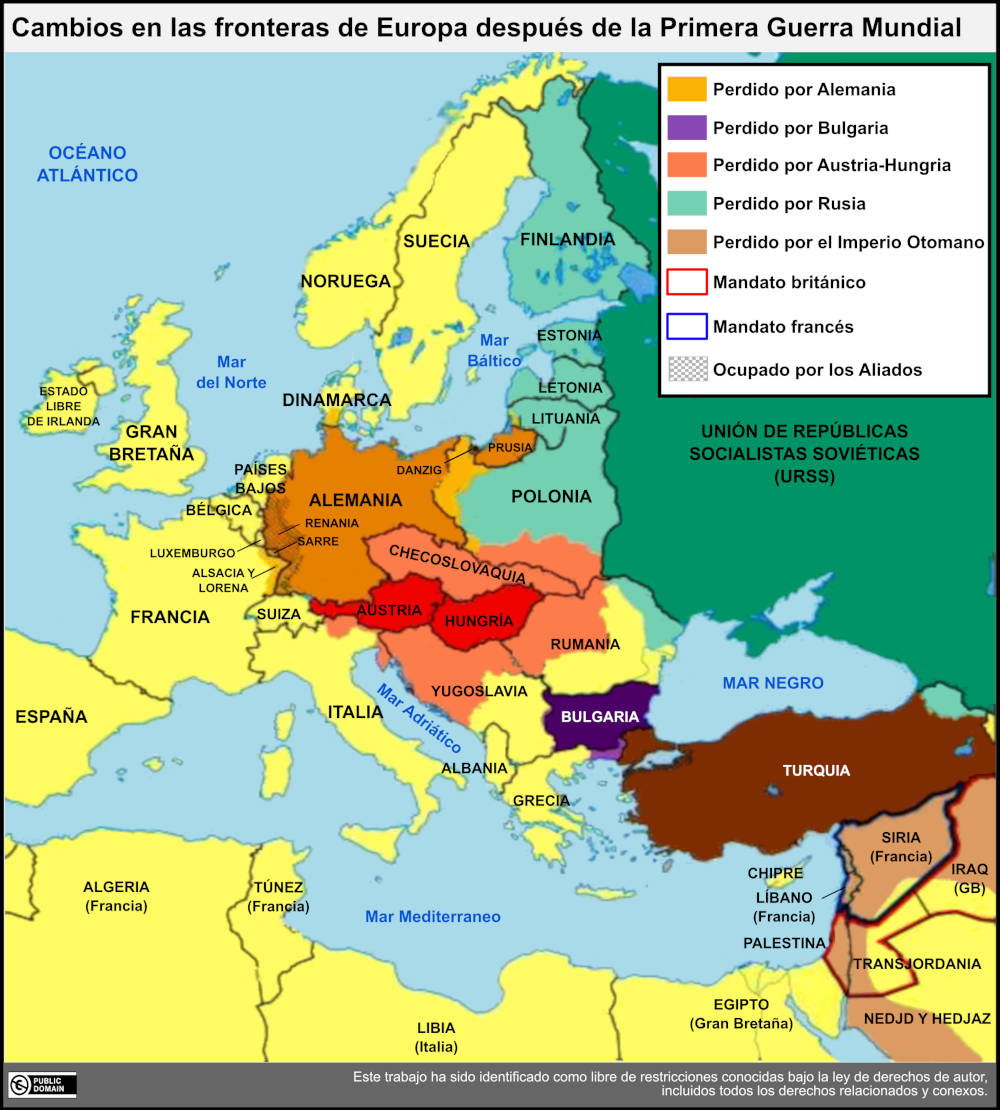 Cambios en las fronteras de Europa después de la Primera Guerra Mundial
Perdido por Alemania
Perdido por Bulgaria
Perdido por Austria-Hungria
Perdido por Rusia
Perdido por el Imperio Otomano
Mandato británico
Mandato francés
Ocupado por los Aliados
OCÉANO
ATLÁNTICO
SUECIA
FINLANDIA
NORUEGA
ESTONIA
Mar
Báltico
Mar
del Norte
LETONIA
ESTADO
LIBRE
DE IRLANDA
DINAMARCA
LITUANIA
GRAN
BRETAÑA
UNIÓN DE REPÚBLICAS
SOCIALISTAS SOVIÉTICAS
(URSS)
PRUSIA
DANZIG
PAÍSES
BAJOS
ALEMANIA
POLONIA
BÉLGICA
RENANIA
SARRE
LUXEMBURGO
CHECOSLOVAQUIA
ALSACIA Y
LORENA
FRANCIA
SUIZA
AUSTRIA
HUNGRÍA
RUMANÍA
MAR NEGRO
YUGOSLAVIA
ESPAÑA
ITALIA
Mar Adriático
BULGARIA
ALBANIA
TURQUIA
GRECIA
SIRIA
(Francia)
CHIPRE
IRAQ
(GB)
ALGERIA
(Francia)
TÚNEZ
(Francia)
LÍBANO
(Francia)
Mar Mediterraneo
PALESTINA
TRANSJORDANIA
EGIPTO
(Gran Bretaña)
NEDJD Y HEDJAZ
LIBIA
(Italia)
PUBLIC
DOMAIN
Este trabajo ha sido identificado como libre de restricciones conocidas bajo la ley de derechos de autor,
incluidos todos los derechos relacionados y conexos.